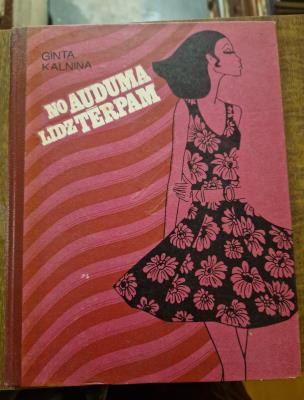 GINTA
KALNIŅA
NO AUDUMA
LĪDZ TĒRPAM